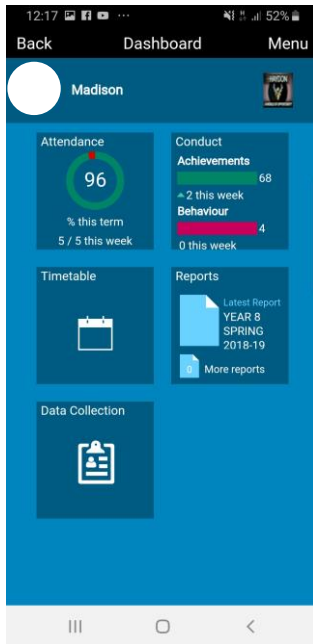 12:17 ... 52%
Back Dashboard Menu
Madison
Attendance
96
% this term
5 / 5 this week
Conduct
Achievements
68
2 this week
Behaviour
4
0 this week
Timetable
Reports
Latest Report
YEAR 8
SPRING
2018-19
0 More reports
Data Collection